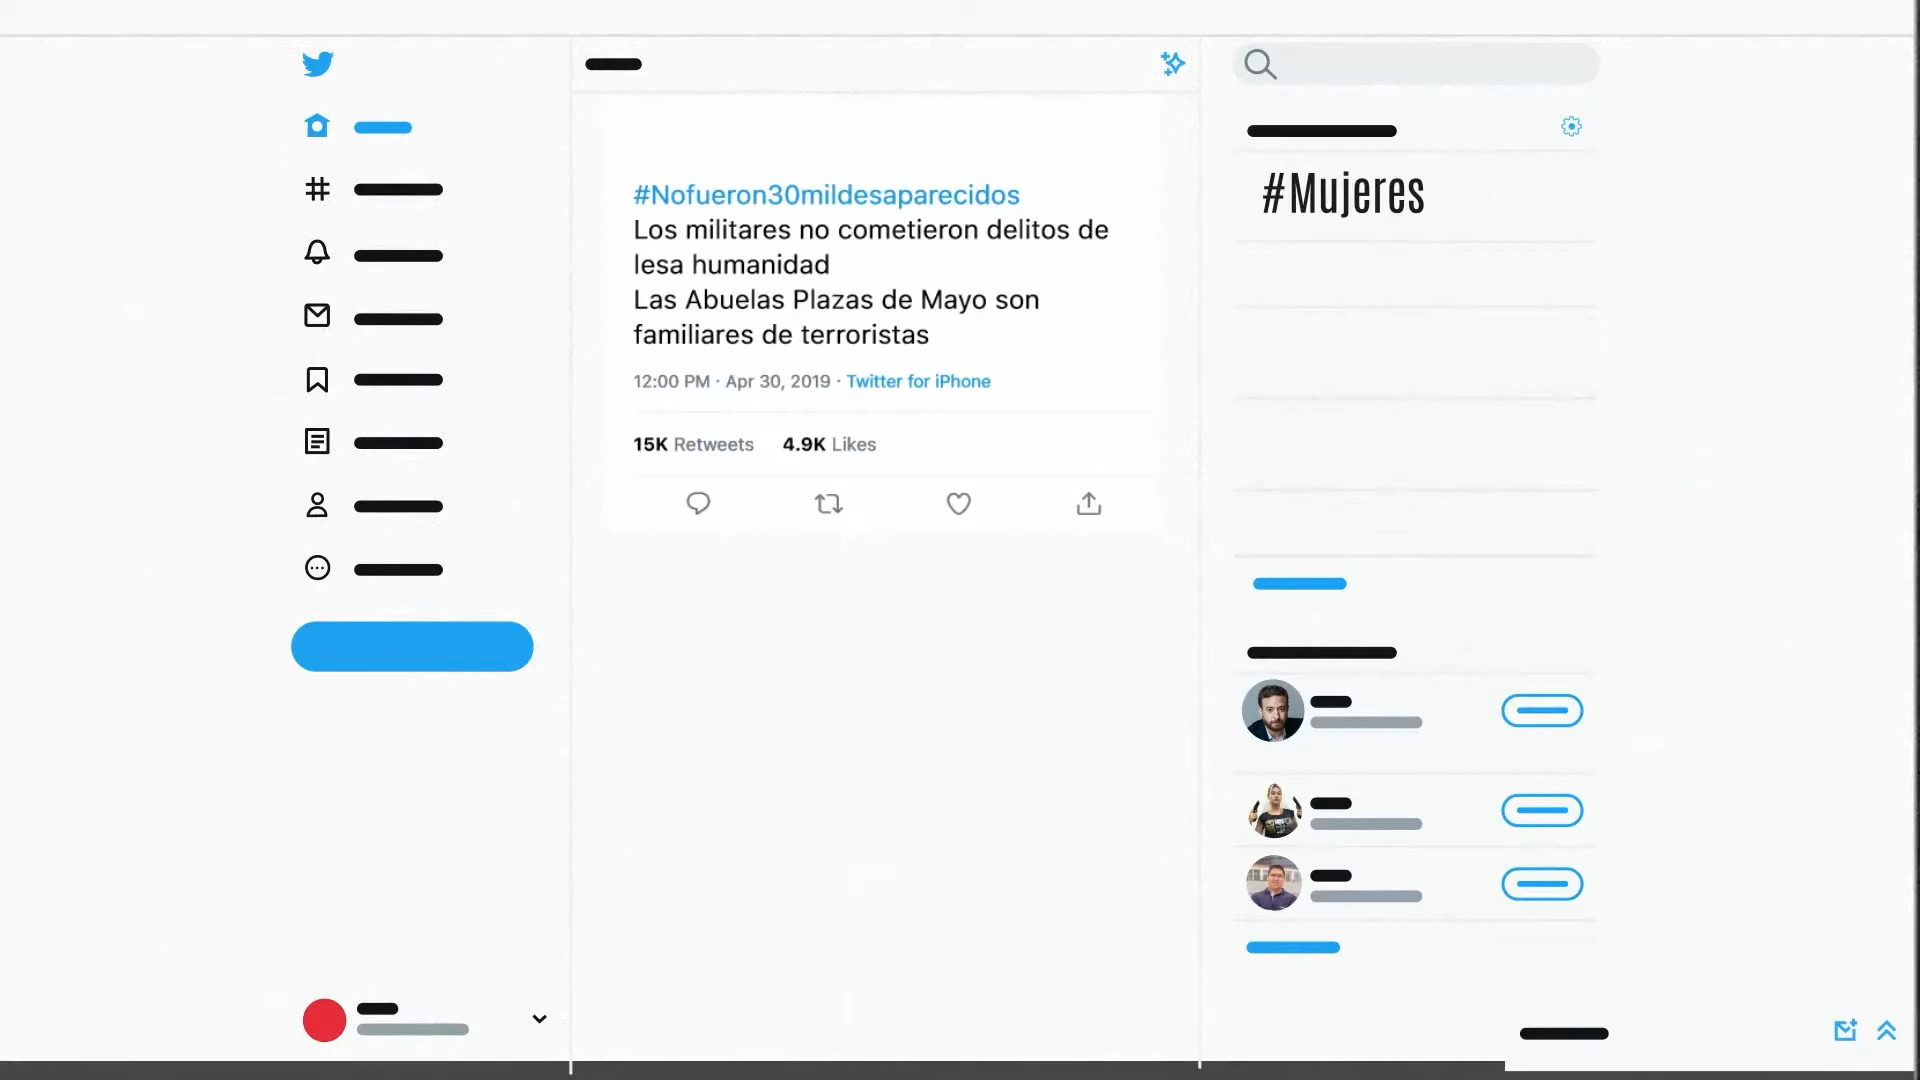 #Nofueron30mildesaparecidos
Los militares no cometieron delitos de
lesa humanidad
Las Abuelas Plazas de Mayo son
familiares de terroristas
12:00 PM · Apr 30, 2019 · Twitter for iPhone
15K Retweets 4.9K Likes
#Mujeres